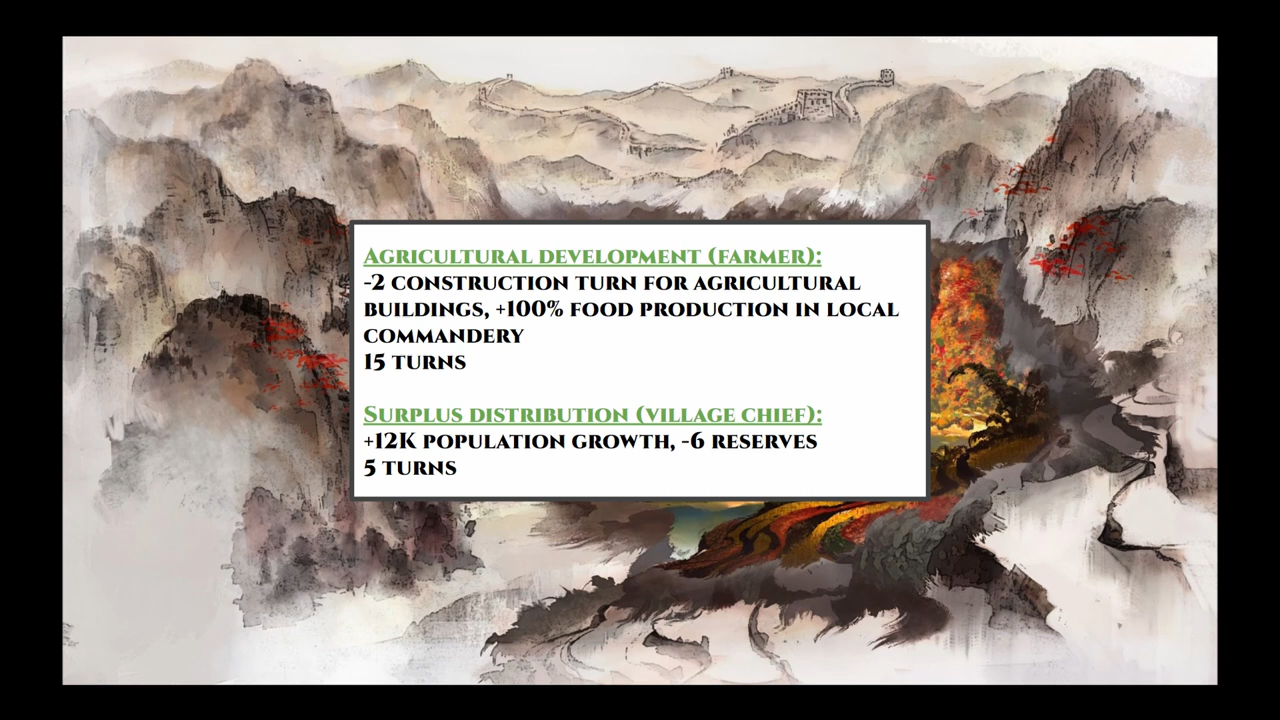 Agricultural development (farmer):
-2 construction turn for agricultural
buildings, +100% food production in local
commandery
15 turns
Surplus distribution (village chief):
+12k population growth, -6 reserves
5 turns